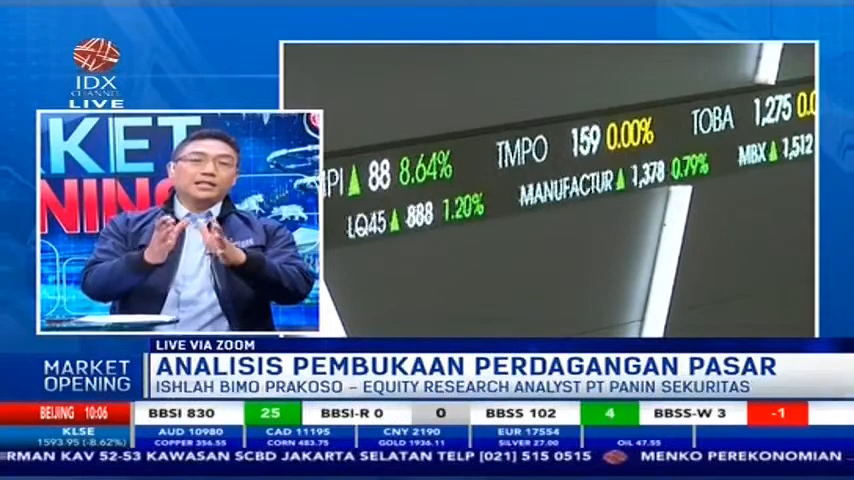 IDX
CHANNEL
LIVE
KET
NING
PI ▲ 88 8.64% TMPO 159 0.00% TOBA 1,275 0.0
LQ45 ▲ 888 1.20% MANUFACTUR ▲ 1,378 0.79% MBX ▲ 1,512
LIVE VIA ZOOM
MARKET
OPENING
ANALISIS PEMBUKAAN PERDAGANGAN PASAR
ISHLAH BIMO PRAKOSO – EQUITY RESEARCH ANALYST PT PANIN SEKURITAS
BEIJING 10:06 BBSI 830 25 BBSI-R 0 0 BBSS 102 4 BBSS-W 3 -1
KLSE AUD 10980 CAD 11195 CNY 2190 EUR 17554
1593.95 (-8.62%) COPPER 356.55 CORN 483.75 GOLD 1936.11 SILVER 27.00 OIL 47.55
ERMAN KAV 52-53 KAWASAN SCBD JAKARTA SELATAN TELP [021] 515 0515 MENKO PEREKONOMIAN